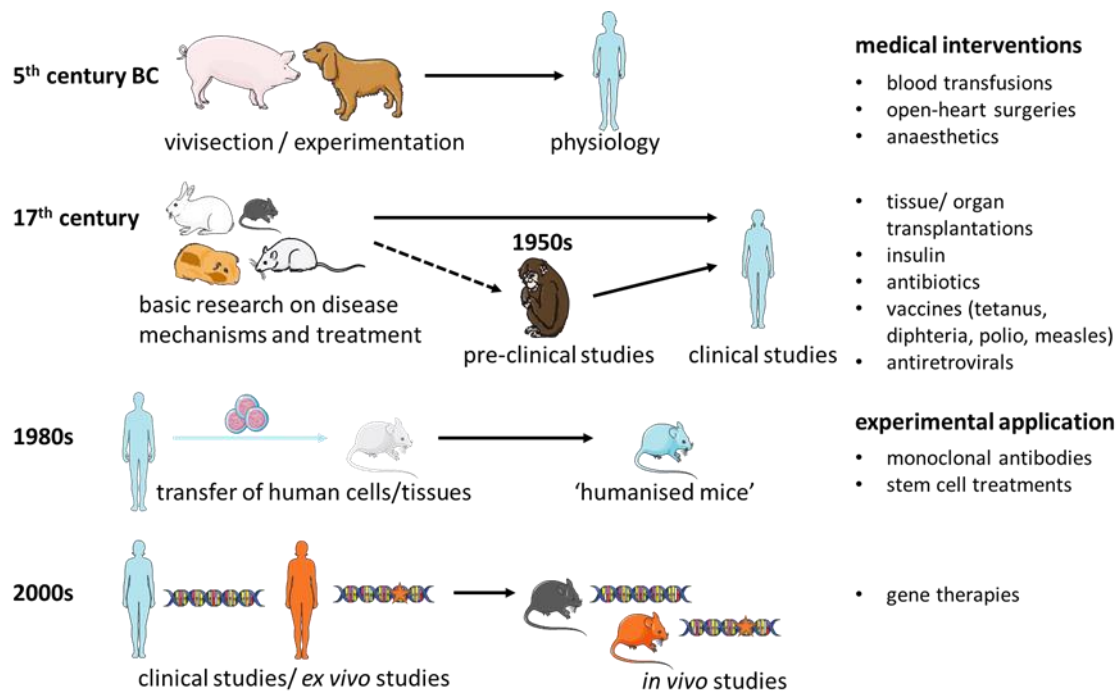 medical interventions
5th century BC
• blood transfusions
• open-heart surgeries
• anaesthetics
vivisection / experimentation
physiology
17th century
• tissue/ organ
transplantations
• insulin
• antibiotics
• vaccines (tetanus,
diphteria, polio, measles)
• antiretrovirals
1950s
basic research on disease
mechanisms and treatment
pre-clinical studies
clinical studies
1980s
experimental application
• monoclonal antibodies
• stem cell treatments
transfer of human cells/tissues
‘humanised mice’
2000s
• gene therapies
clinical studies/ ex vivo studies
in vivo studies